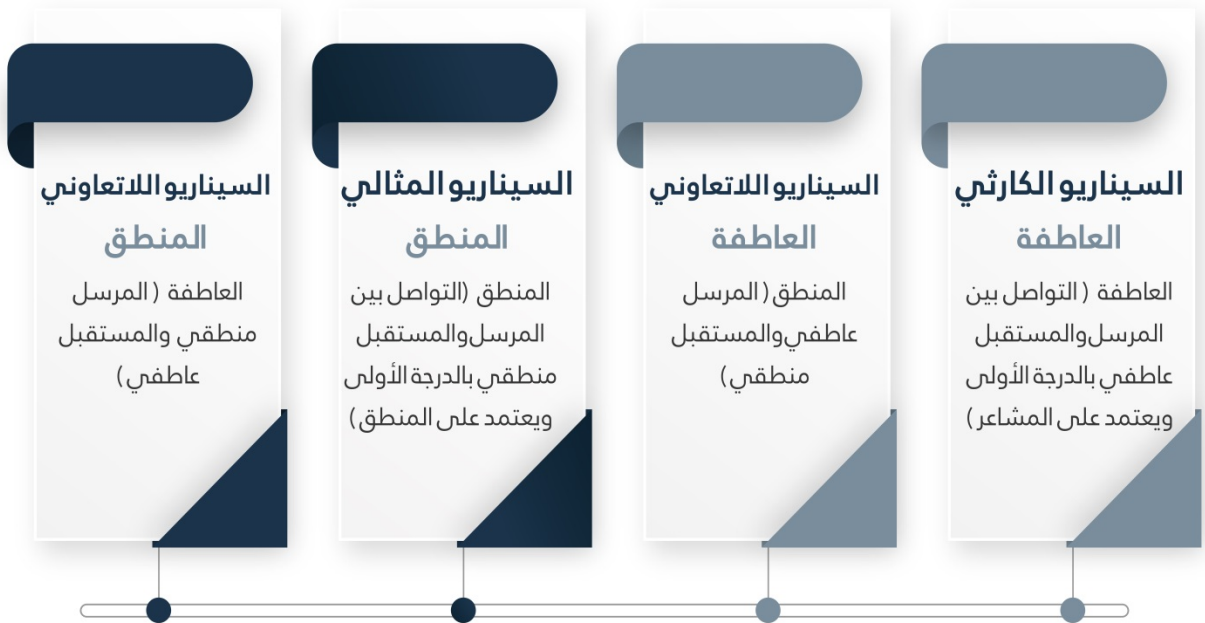 السيناريو الكارثي
العاطفة
العاطفة (التواصل بين
المرسل والمستقبل
عاطفي بالدرجة الأولى
ويعتمد على المشاعر)
السيناريو اللاتعاوني
العاطفة
المنطق (المرسل
عاطفي والمستقبل
منطقي)
السيناريو المثالي
المنطق
المنطق (التواصل بين
المرسل والمستقبل
منطقي بالدرجة الأولى
ويعتمد على المنطق)
السيناريو اللاتعاوني
المنطق
العاطفة (المرسل
منطقي والمستقبل
عاطفي)